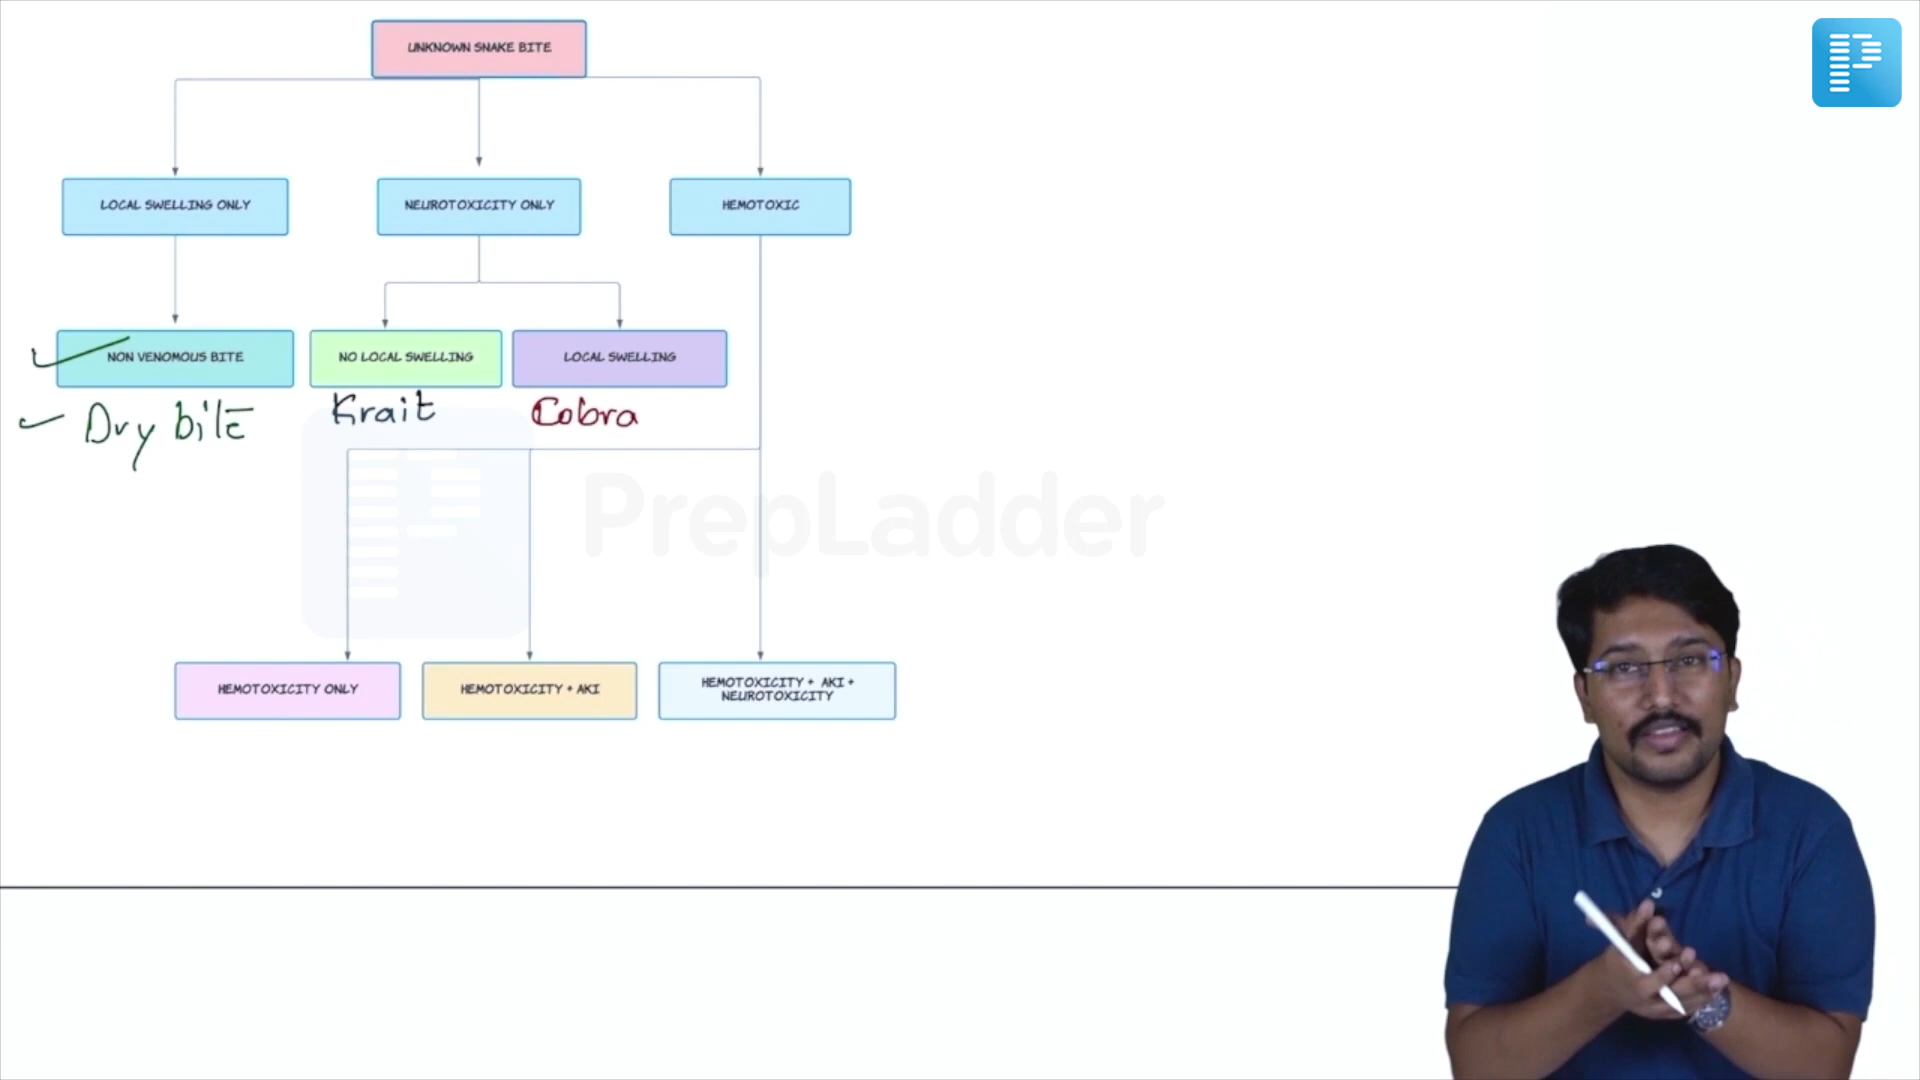 UNKNOWN SNAKE BITE
LOCAL SWELLING ONLY
NEUROTOXICITY ONLY
HEMOTOXIC
NON VENOMOUS BITE
NO LOCAL SWELLING
LOCAL SWELLING
Dry bite
Krait
Cobra
PrepLadder
HEMOTOXICITY ONLY
HEMOTOXICITY + AKI
HEMOTOXICITY + AKI +
NEUROTOXICITY